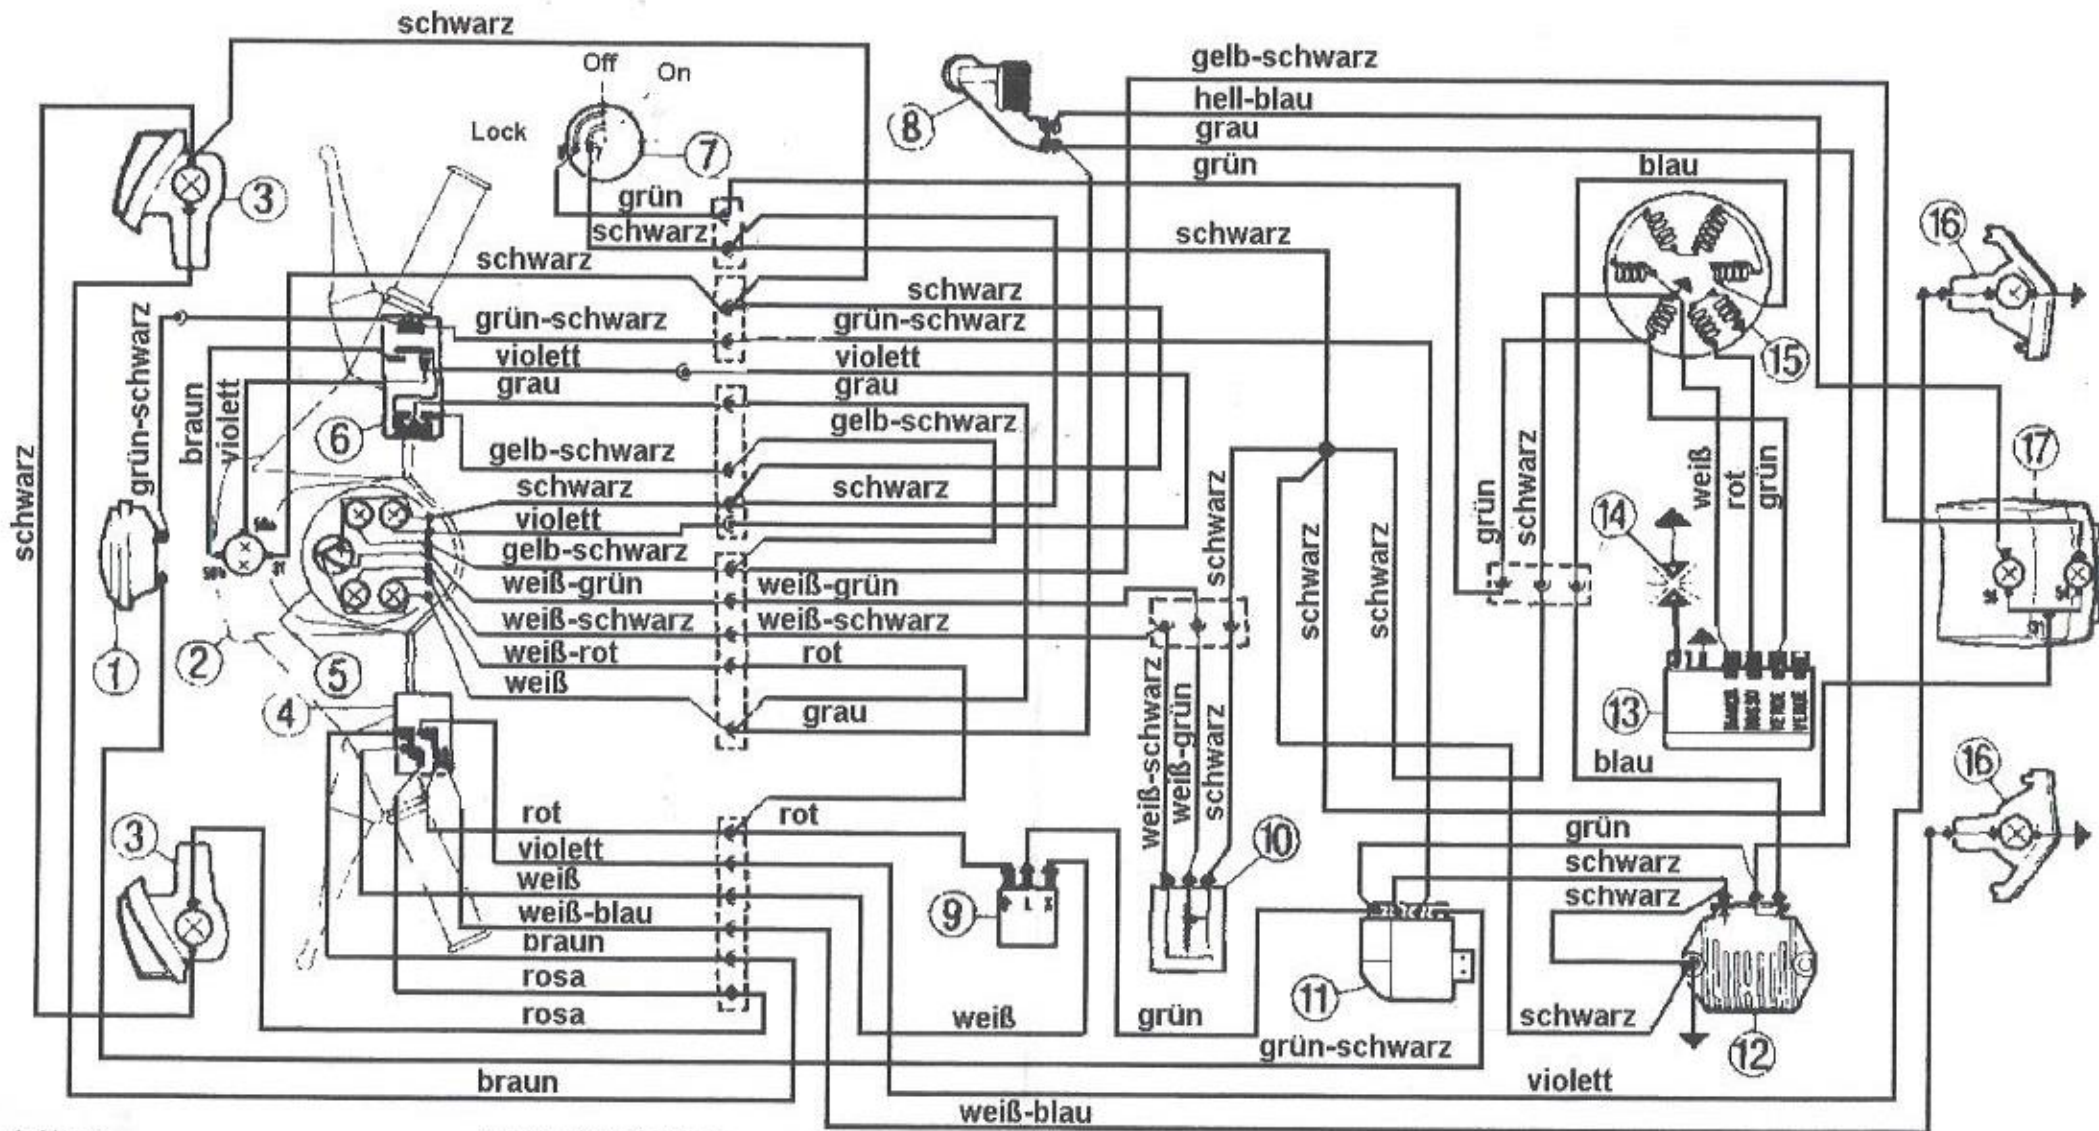 schwarz
Off
On
Lock
gelb-schwarz
hell-blau
8
grau
grün
blau
7
3
16
grün
schwarz
schwarz
schwarz
schwarz
grün-schwarz
grün-schwarz
violett
violett
15
grau
grau
grün-schwarz
braun
violett
6
gelb-schwarz
gelb-schwarz
schwarz
schwarz
schwarz
violett
gelb-schwarz
weiß-grün
weiß-grün
weiß-schwarz
weiß-schwarz
weiß-rot
rot
weiß
grau
schwarz
schwarz
schwarz
grün
schwarz
weiß
rot
grün
14
17
1
2
5
4
13
weiß-schwarz
weiß-grün
schwarz
blau
16
3
rot
rot
violett
weiß
weiß-blau
braun
rosa
rosa
9
10
grün
schwarz
schwarz
11
weiß
grün
schwarz
12
grün-schwarz
braun
violett
weiß-blau